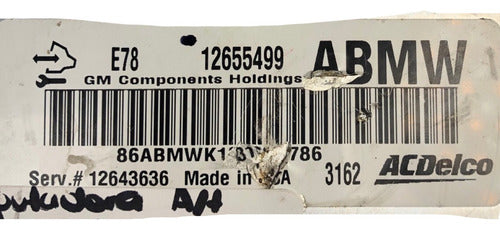 E78 12655499 ABMW
GM Components Holdings
Serv.# 12643636 Made in 3162 ACDelco
A/H